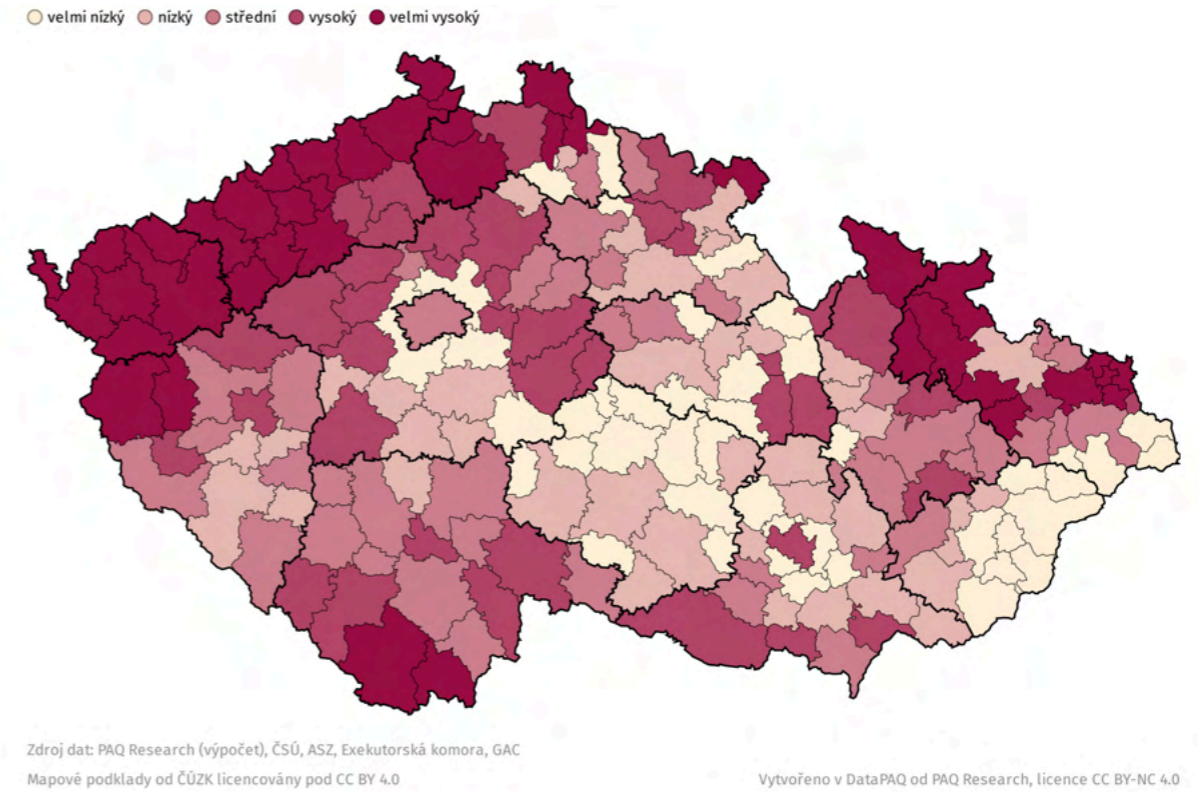 velmi nízký nízký střední vysoký velmi vysoký
Zdroj dat: PAQ Research (výpočet), ČSÚ, ASZ, Exekutorská komora, GAC
Mapové podklady od ČÚZK licencovány pod CC BY 4.0
Vytvořeno v DataPAQ od PAQ Research, licence CC BY-NC 4.0